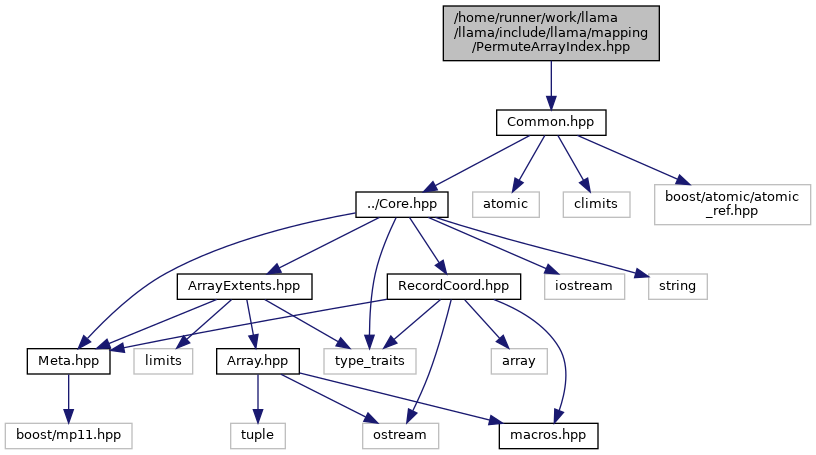 /home/runner/work/llama
/llama/include/llama/mapping
/PermuteArrayIndex.hpp
Common.hpp
../Core.hpp
atomic
climits
boost/atomic/atomic
_ref.hpp
ArrayExtents.hpp
RecordCoord.hpp
iostream
string
Meta.hpp
limits
Array.hpp
type_traits
array
boost/mp11.hpp
tuple
ostream
macros.hpp